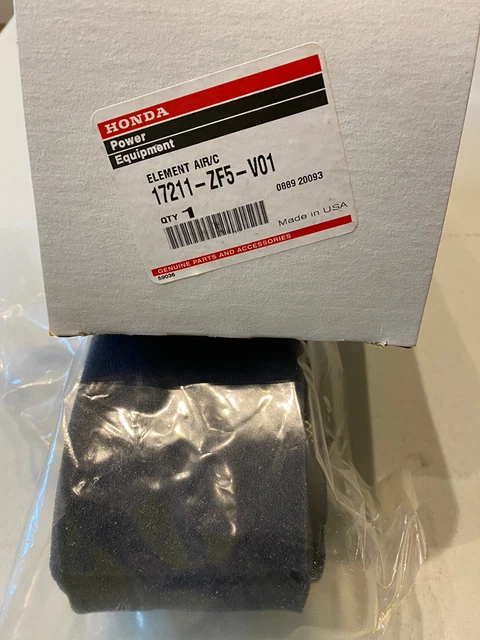 HONDA
Power
Equipment
ELEMENT AIR/C
17211-ZF5-V01
0889 20093
QTY 1
Made in USA
GENUINE PARTS AND ACCESSORIES
59036